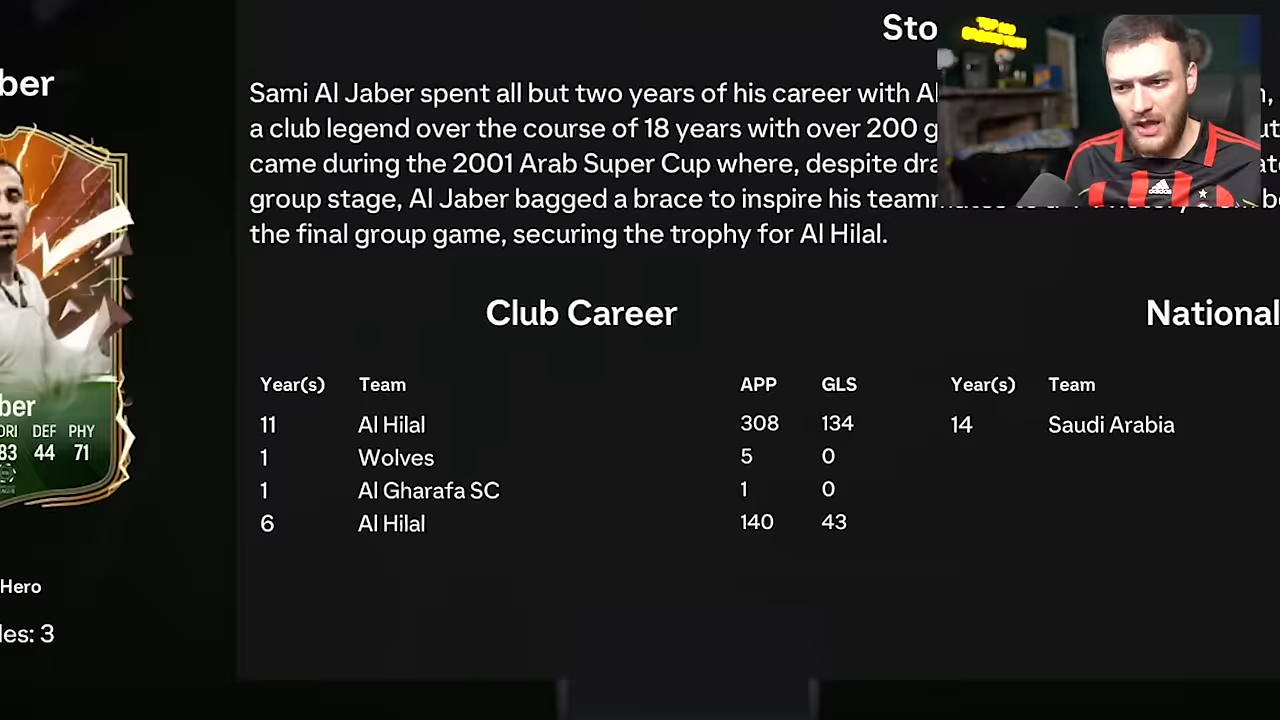 Sto
ber
Sami Al Jaber spent all but two years of his career with Al
a club legend over the course of 18 years with over 200 g
came during the 2001 Arab Super Cup where, despite dra
group stage, Al Jaber bagged a brace to inspire his team
the final group game, securing the trophy for Al Hilal.
Club Career
National
Year(s) Team APP GLS Year(s) Team
11 Al Hilal 308 134 14 Saudi Arabia
1 Wolves 5 0
1 Al Gharafa SC 1 0
6 Al Hilal 140 43
ber
DRI DEF PHY
83 44 71
Hero
les: 3
adidas